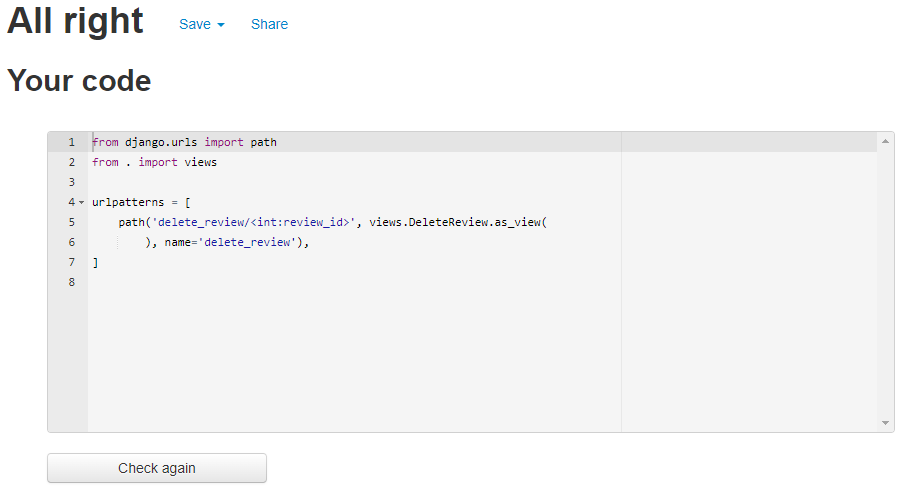 All right Save Share
Your code
1 from django.urls import path
2 from . import views
3
4 urlpatterns = [
5     path('delete_review/<int:review_id>', views.DeleteReview.as_view(
6         ), name='delete_review'),
7 ]
8
Check again